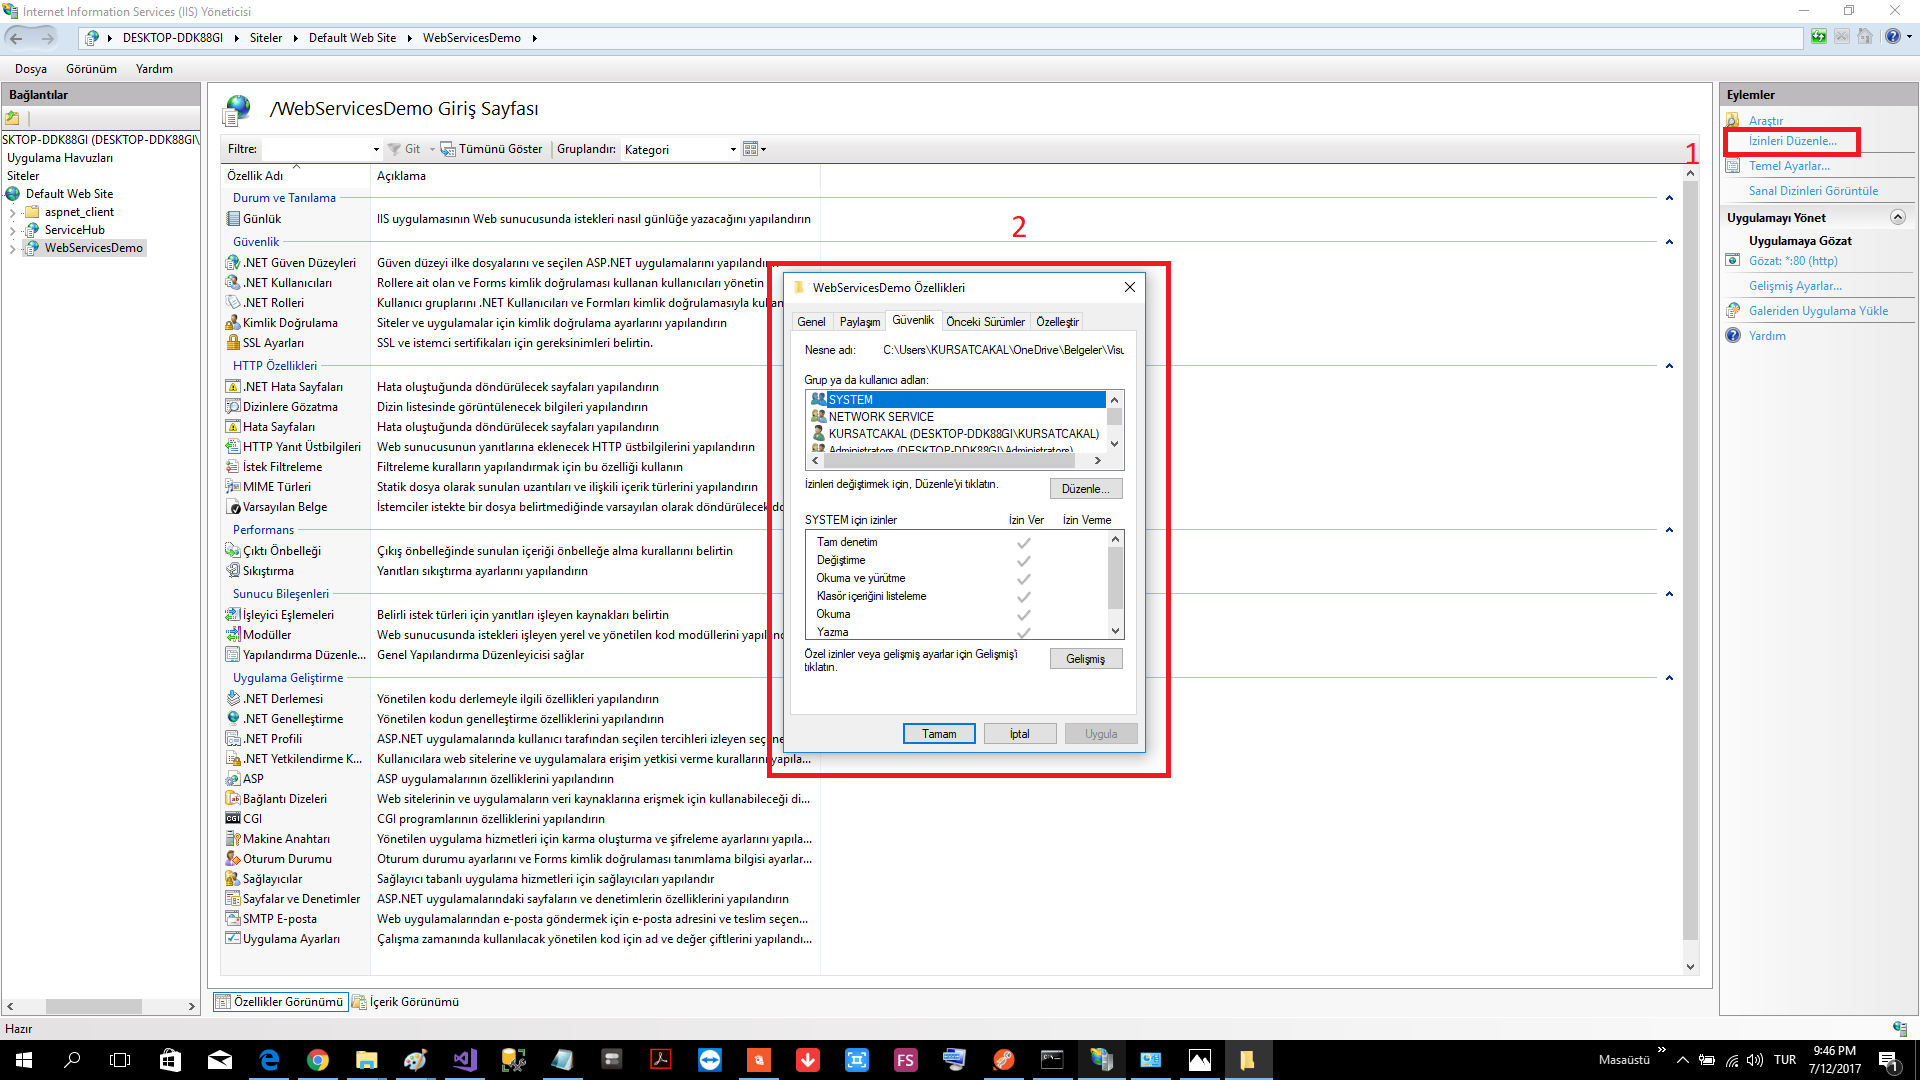 İnternet Information Services (IIS) Yöneticisi
DESKTOP-DDK88GI
Siteler
Default Web Site
WebServicesDemo
Dosya
Görünüm
Yardım
Bağlantılar
SKTOP-DDK88GI (DESKTOP-DDK88GI\
Uygulama Havuzları
Siteler
Default Web Site
aspnet_client
ServiceHub
WebServicesDemo
/WebServicesDemo Giriş Sayfası
Filtre:
Git
Tümünü Göster
Gruplandır:
Kategori
1
2
Özellik Adı
Açıklama
Durum ve Tanılama
Günlük
IIS uygulamasının Web sunucusunda istekleri nasıl günlüğe yazacağını yapılandırın
Güvenlik
.NET Güven Düzeyleri
Güven düzeyi ilke dosyalarını ve seçilen ASP.NET uygulamalarını yapılandırın
.NET Kullanıcıları
Rollere ait olan ve Forms kimlik doğrulaması kullanan kullanıcıları yönetin
.NET Rolleri
Kullanıcı gruplarını .NET Kullanıcıları ve Formları kimlik doğrulamasıyla kullan
Kimlik Doğrulama
Siteler ve uygulamalar için kimlik doğrulama ayarlarını yapılandırın
SSL Ayarları
SSL ve istemci sertifikaları için gereksinimleri belirtin.
HTTP Özellikleri
.NET Hata Sayfaları
Hata oluştuğunda döndürülecek sayfaları yapılandırın
Dizinlere Gözatma
Dizin listesinde görüntülenecek bilgileri yapılandırın
Hata Sayfaları
Hata oluştuğunda döndürülecek sayfaları yapılandırın
HTTP Yanıt Üstbilgileri
Web sunucusunun yanıtlarına eklenecek HTTP üstbilgilerini yapılandırın
İstek Filtreleme
Filtreleme kuralların yapılandırmak için bu özelliği kullanın
MIME Türleri
Statik dosya olarak sunulan uzantıları ve ilişkili içerik türlerini yapılandırın
Varsayılan Belge
İstemciler istekte bir dosya belirtmediğinde varsayılan olarak döndürülecek do
Performans
Çıktı Önbelleği
Çıkış önbelleğinde sunulan içeriği önbelleğe alma kurallarını belirtin
Sıkıştırma
Yanıtları sıkıştırma ayarlarını yapılandırın
Sunucu Bileşenleri
İşleyici Eşlemeleri
Belirli istek türleri için yanıtları işleyen kaynakları belirtin
Modüller
Web sunucusunda istekleri işleyen yerel ve yönetilen kod modüllerini yapılan
Yapılandırma Düzenle...
Genel Yapılandırma Düzenleyicisi sağlar
Uygulama Geliştirme
.NET Derlemesi
Yönetilen kodu derlemeyle ilgili özellikleri yapılandırın
.NET Genelleştirme
Yönetilen kodun genelleştirme özelliklerini yapılandırın
.NET Profili
ASP.NET uygulamalarında kullanıcı tarafından seçilen tercihleri izleyen seçene
.NET Yetkilendirme K...
Kullanıcılara web sitelerine ve uygulamalara erişim yetkisi verme kurallarını yapıla...
ASP
ASP uygulamalarının özelliklerini yapılandırın
Bağlantı Dizeleri
Web sitelerinin ve uygulamaların veri kaynaklarına erişmek için kullanabileceği di...
CGI
CGI programlarının özelliklerini yapılandırın
Makine Anahtarı
Yönetilen uygulama hizmetleri için karma oluşturma ve şifreleme ayarlarını yapıla...
Oturum Durumu
Oturum durumu ayarlarını ve Forms kimlik doğrulaması tanımlama bilgisi ayarlar...
Sağlayıcılar
Sağlayıcı tabanlı uygulama hizmetleri için sağlayıcıları yapılandır
Sayfalar ve Denetimler
ASP.NET uygulamalarındaki sayfaların ve denetimlerin özelliklerini yapılandırın
SMTP E-posta
Web uygulamalarından e-posta göndermek için e-posta adresini ve teslim seçen...
Uygulama Ayarları
Çalışma zamanında kullanılacak yönetilen kod için ad ve değer çiftlerini yapılandı...
WebServicesDemo Özellikleri
Genel
Paylaşım
Güvenlik
Önceki Sürümler
Özelleştir
Nesne adı:
C:\Users\KURSATCAKAL\OneDrive\Belgeler\Visu
Grup ya da kullanıcı adları:
SYSTEM
NETWORK SERVICE
KURSATCAKAL (DESKTOP-DDK88GI\KURSATCAKAL)
Administrators (DESKTOP-DDK88GI\Administrators)
İzinleri değiştirmek için, Düzenle'yi tıklatın.
Düzenle...
SYSTEM için izinler
İzin Ver
İzin Verme
Tam denetim
Değiştirme
Okuma ve yürütme
Klasör içeriğini listeleme
Okuma
Yazma
Özel izinler veya gelişmiş ayarlar için Gelişmiş'i
tıklatın.
Gelişmiş
Tamam
İptal
Uygula
Eylemler
Araştır
İzinleri Düzenle...
Temel Ayarlar...
Sanal Dizinleri Görüntüle
Uygulamayı Yönet
Uygulamaya Gözat
Gözat: *:80 (http)
Gelişmiş Ayarlar...
Galeriden Uygulama Yükle
Yardım
Özellikler Görünümü
İçerik Görünümü
Hazır
FS
Masaüstü
TUR
9:46 PM
7/12/2017
1